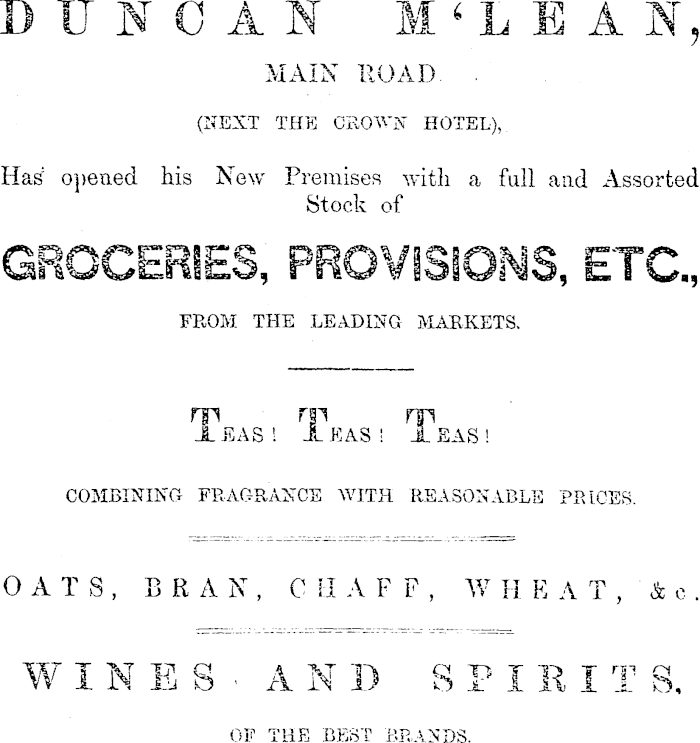 DUNCAN M‘LEAN,
MAIN ROAD
(NEXT THE CROWN HOTEL),
Has opened his New Premises with a full and Assorted
Stock of
GROCERIES, PROVISIONS, ETC.,
FROM THE LEADING MARKETS.
TEAS! TEAS! TEAS!
COMBINING FRAGRANCE WITH REASONABLE PRICES.
OATS, BRAN, CHAFF, WHEAT, &c.
WINES AND SPIRITS,
OF THE BEST BRANDS.